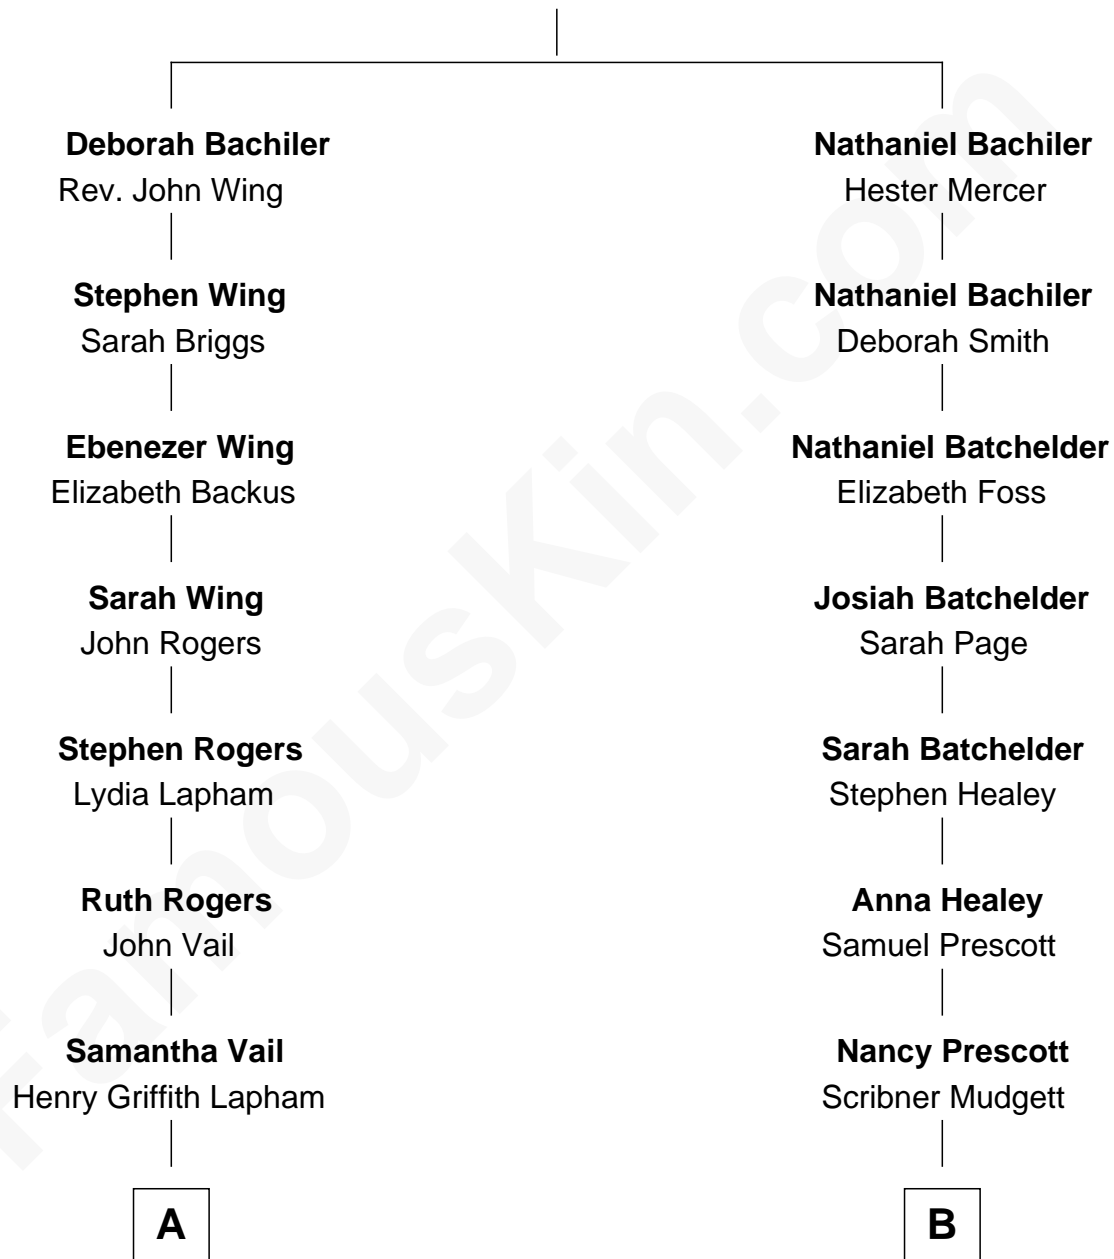 Deborah Bachiler
Rev. John Wing
Stephen Wing
Sarah Briggs
Ebenezer Wing
Elizabeth Backus
Sarah Wing
John Rogers
Stephen Rogers
Lydia Lapham
Ruth Rogers
John Vail
Samantha Vail
Henry Griffith Lapham
A
Nathaniel Bachiler
Hester Mercer
Nathaniel Bachiler
Deborah Smith
Nathaniel Batchelder
Elizabeth Foss
Josiah Batchelder
Sarah Page
Sarah Batchelder
Stephen Healey
Anna Healey
Samuel Prescott
Nancy Prescott
Scribner Mudgett
B
FamousKin.com